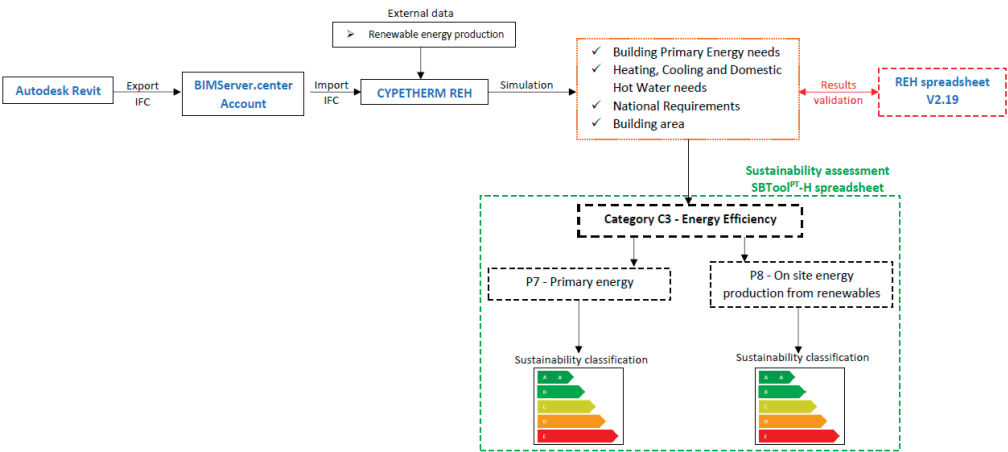 External data
➢ Renewable energy production
Autodesk Revit
Export
IFC
BIMServer.center
Account
Import
IFC
CYPETHERM REH
Simulation
✓ Building Primary Energy needs
✓ Heating, Cooling and Domestic
Hot Water needs
✓ National Requirements
✓ Building area
Results
validation
REH spreadsheet
V2.19
Sustainability assessment
SBToolᴾᵀ-H spreadsheet
Category C3 - Energy Efficiency
P7 - Primary energy
P8 - On site energy
production from renewables
Sustainability classification
A A
B
C
D
E
Sustainability classification
A A
B
C
D
E